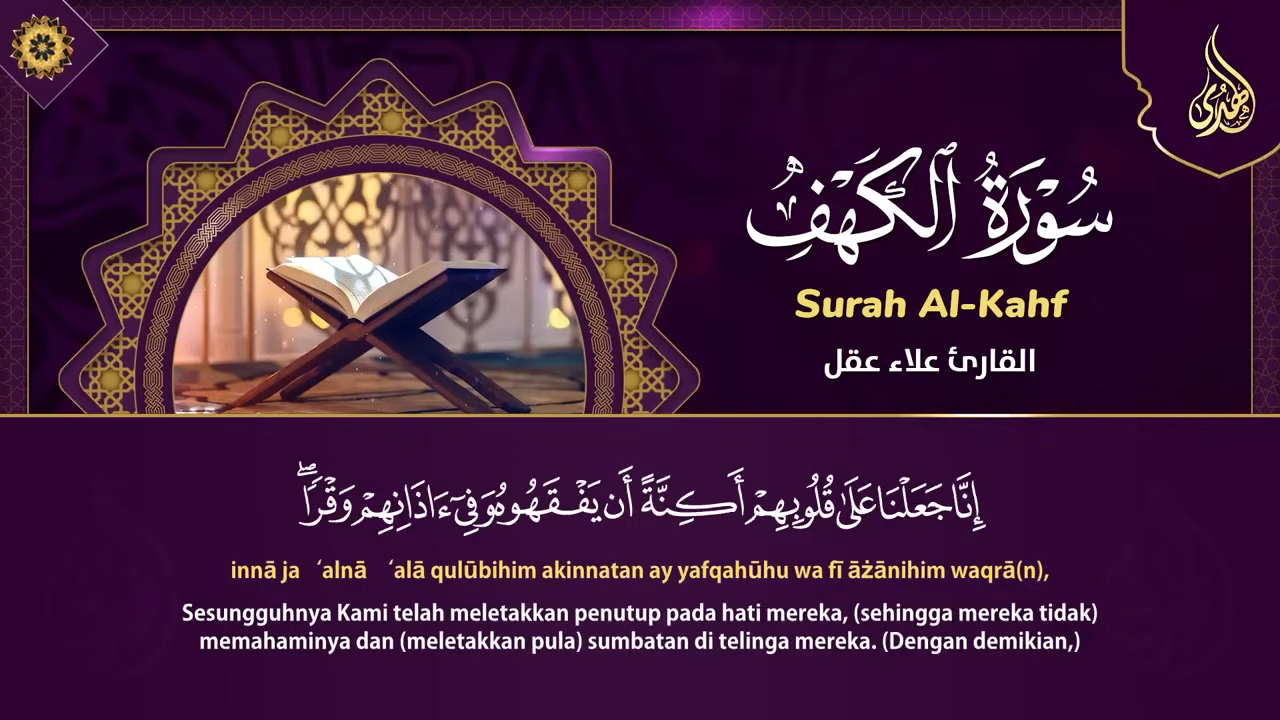 الهدى
سُورَةُ ٱلْكَهْفِ
Surah Al-Kahf
القارئ علاء عقل
إِنَّا جَعَلْنَا عَلَىٰ قُلُوبِهِمْ أَكِنَّةً أَن يَفْقَهُوهُ وَفِىٓ ءَاذَانِهِمْ وَقْرًا ۖ
innā ja ‘alnā ‘alā qulūbihim akinnatan ay yafqahūhu wa fī āżānihim waqrā(n),
Sesungguhnya Kami telah meletakkan penutup pada hati mereka, (sehingga mereka tidak)
memahaminya dan (meletakkan pula) sumbatan di telinga mereka. (Dengan demikian,)